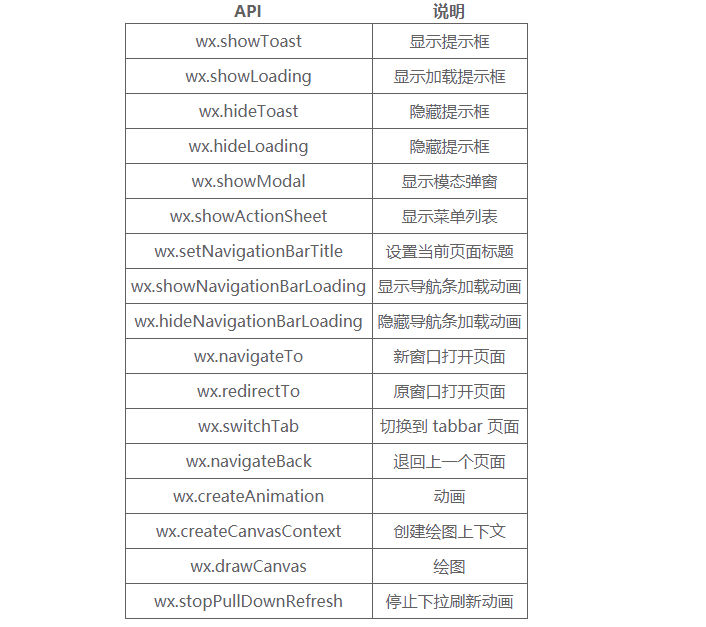 API 说明
wx.showToast 显示提示框
wx.showLoading 显示加载提示框
wx.hideToast 隐藏提示框
wx.hideLoading 隐藏提示框
wx.showModal 显示模态弹窗
wx.showActionSheet 显示菜单列表
wx.setNavigationBarTitle 设置当前页面标题
wx.showNavigationBarLoading 显示导航条加载动画
wx.hideNavigationBarLoading 隐藏导航条加载动画
wx.navigateTo 新窗口打开页面
wx.redirectTo 原窗口打开页面
wx.switchTab 切换到 tabbar 页面
wx.navigateBack 退回上一个页面
wx.createAnimation 动画
wx.createCanvasContext 创建绘图上下文
wx.drawCanvas 绘图
wx.stopPullDownRefresh 停止下拉刷新动画